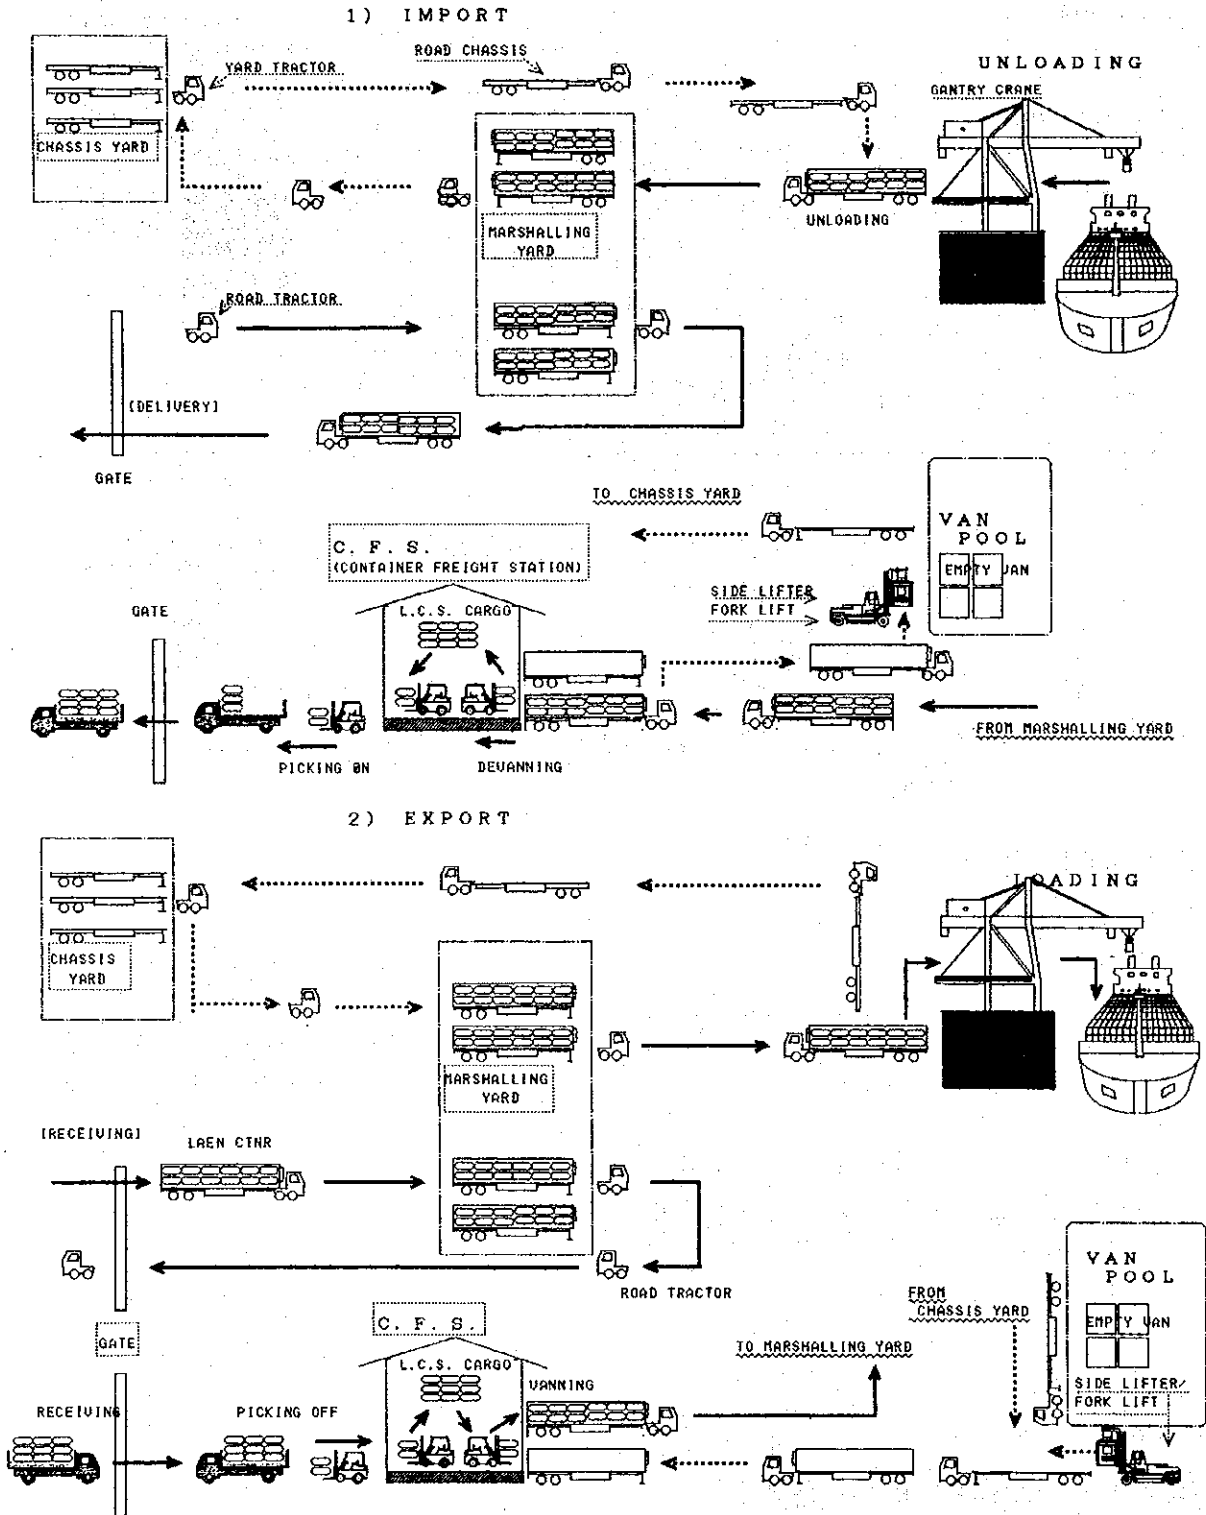 1) IMPORT
ROAD CHASSIS
YARD TRACTOR
UNLOADING
GANTRY CRANE
CHASSIS YARD
UNLOADING
MARSHALLING
YARD
ROAD TRACTOR
[DELIVERY]
GATE
TO CHASSIS YARD
VAN
POOL
EMPTY VAN
C. F. S.
(CONTAINER FREIGHT STATION)
SIDE LIFTER
FORK LIFT
GATE
L.C.S. CARGO
FROM MARSHALLING YARD
PICKING ON
DEVANNING
2) EXPORT
LOADING
CHASSIS
YARD
MARSHALLING
YARD
[RECEIVING]
LAEN CTNR
ROAD TRACTOR
FROM
CHASSIS YARD
VAN
POOL
EMPTY VAN
GATE
C. F. S.
TO MARSHALLING YARD
L.C.S. CARGO
SIDE LIFTER/
FORK LIFT
VANNING
RECEIVING
PICKING OFF